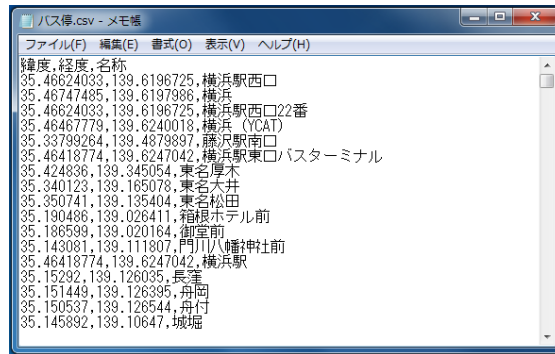 バス停.csv - メモ帳
ファイル(F) 編集(E) 書式(O) 表示(V) ヘルプ(H)
緯度,経度,名称
35.46624033,139.6196725,横浜駅西口
35.46747485,139.6197986,横浜
35.46624033,139.6196725,横浜駅西口22番
35.46467779,139.6240018,横浜 (YCAT)
35.33799264,139.4879897,藤沢駅南口
35.46418774,139.6247042,横浜駅東口バスターミナル
35.424836,139.345054,東名厚木
35.340123,139.165078,東名大井
35.350741,139.135404,東名松田
35.190486,139.026411,箱根ホテル前
35.186599,139.020164,御堂前
35.143081,139.111807,門川八幡神社前
35.46418774,139.6247042,横浜駅
35.15292,139.126035,長窪
35.151449,139.126395,舟岡
35.150537,139.126544,舟付
35.145892,139.10647,城堀